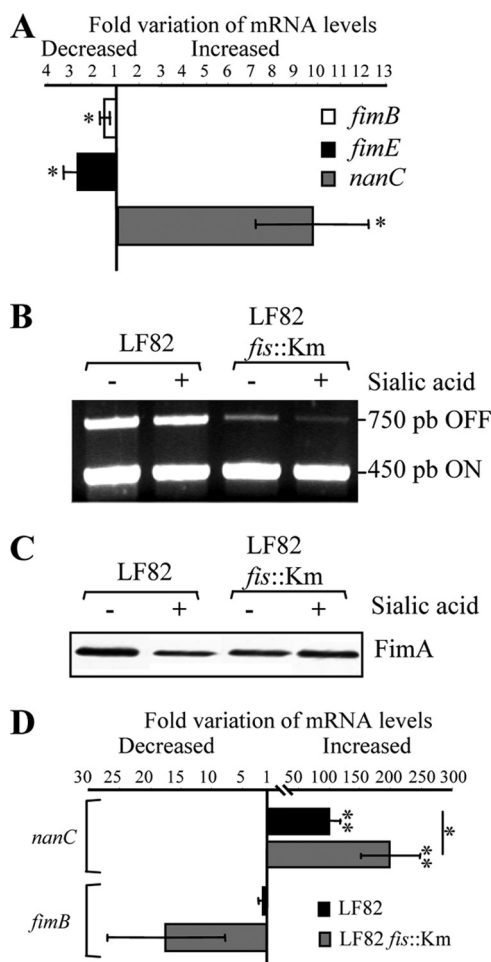 A
Fold variation of mRNA levels
Decreased Increased
4 3 2 1 2 3 4 5 6 7 8 9 10 11 12 13
*
fimB
*
fimE
nanC
*
B
LF82
LF82 fis::Km
- + - + Sialic acid
750 pb OFF
450 pb ON
C
LF82
LF82 fis::Km
- + - + Sialic acid
FimA
D
Fold variation of mRNA levels
Decreased Increased
30 25 20 15 10 5 1 50 100 150 200 250 300
nanC
** *
**
fimB
LF82
LF82 fis::Km